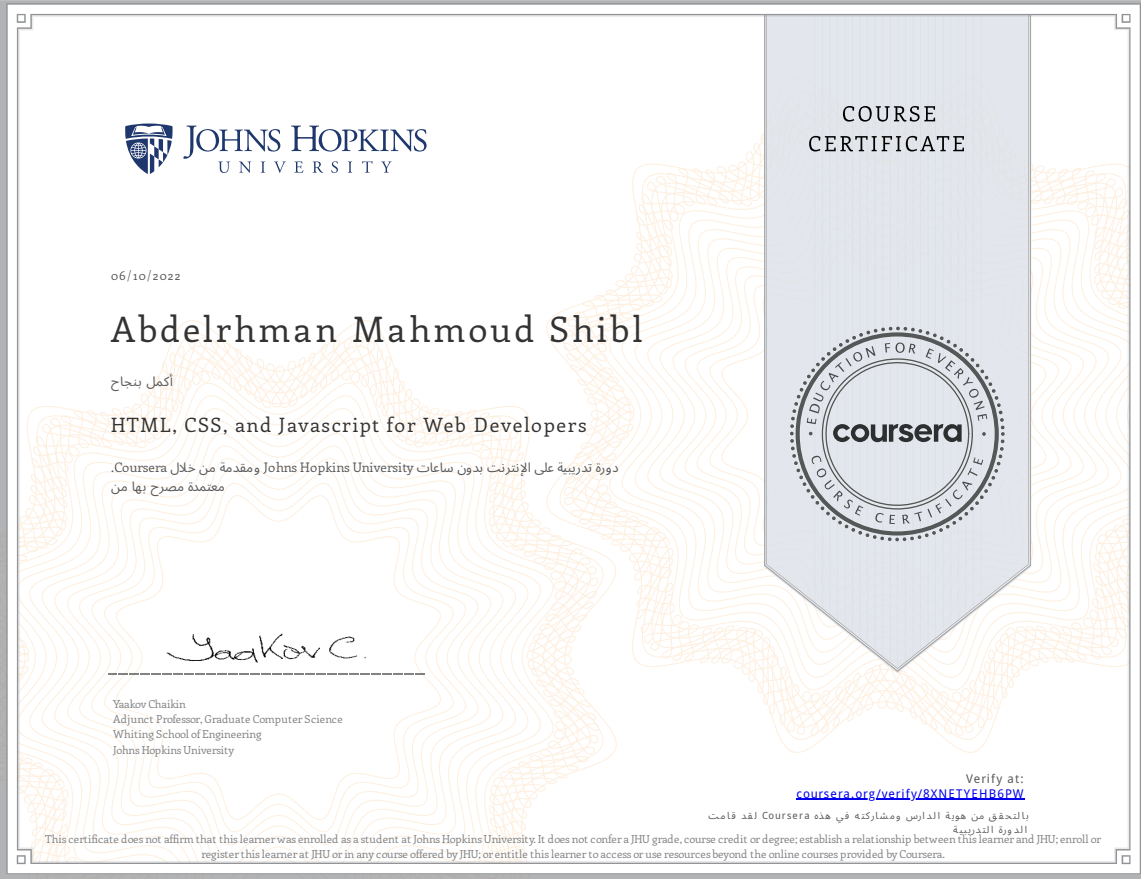 JOHNS HOPKINS
UNIVERSITY
COURSE
CERTIFICATE
06/10/2022
Abdelrhman Mahmoud Shibl
أكمل بنجاح
HTML, CSS, and Javascript for Web Developers
دورة تدريبية على الإنترنت بدون ساعات Johns Hopkins University ومقدمة من خلال Coursera.
معتمدة مصرح بها من
EDUCATION FOR EVERYONE
coursera
COURSE CERTIFICATE
Yaakov C.
Yaakov Chaikin
Adjunct Professor, Graduate Computer Science
Whiting School of Engineering
Johns Hopkins University
Verify at:
coursera.org/verify/8XNETYEHB6PW
بالتحقق من هوية الدارس ومشاركته في هذه Coursera لقد قامت
الدورة التدريبية
This certificate does not affirm that this learner was enrolled as a student at Johns Hopkins University. It does not confer a JHU grade, course credit or degree; establish a relationship between this learner and JHU; enroll or
register this learner at JHU or in any course offered by JHU; or entitle this learner to access or use resources beyond the online courses provided by Coursera.